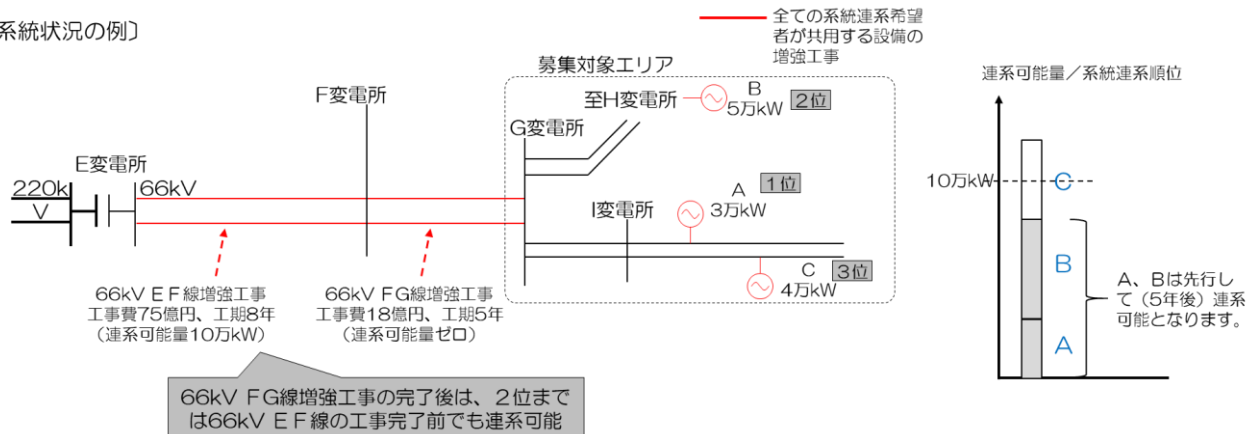 系統状況の例〕
全ての系統連系希望
者が共用する設備の
増強工事
募集対象エリア
連系可能量／系統連系順位
F変電所
至H変電所
B
5万kW
2位
G変電所
E変電所
220k
V
66kV
A
1位
3万kW
I変電所
C
3位
4万kW
10万kW
C
B
A
A、Bは先行し
て（5年後）連系
可能となります。
66kV EF線増強工事
工事費75億円、工期8年
（連系可能量10万kW）
66kV FG線増強工事
工事費18億円、工期5年
（連系可能量ゼロ）
66kV FG線増強工事の完了後は、2位まで
は66kV EF線の工事完了前でも連系可能